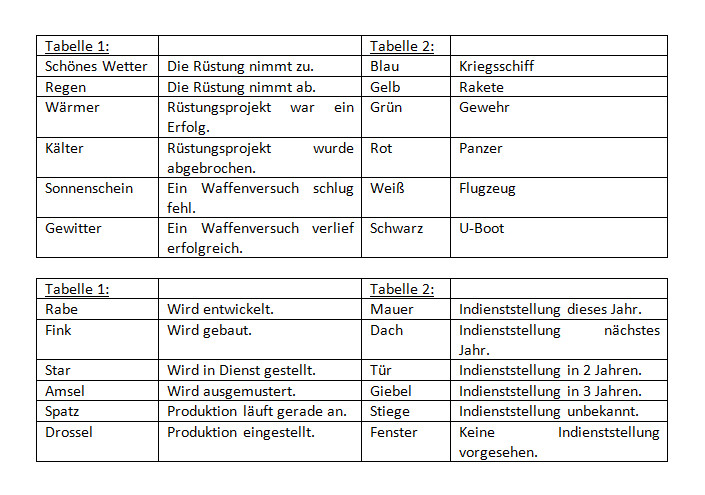 Tabelle 1: Tabelle 2:
Schönes Wetter Die Rüstung nimmt zu. Blau Kriegsschiff
Regen Die Rüstung nimmt ab. Gelb Rakete
Wärmer Rüstungsprojekt war ein Grün Gewehr
Erfolg.
Kälter Rüstungsprojekt wurde Rot Panzer
abgebrochen.
Sonnenschein Ein Waffenversuch schlug Weiß Flugzeug
fehl.
Gewitter Ein Waffenversuch verlief Schwarz U-Boot
erfolgreich.
Tabelle 1: Tabelle 2:
Rabe Wird entwickelt. Mauer Indienststellung dieses Jahr.
Fink Wird gebaut. Dach Indienststellung nächstes
Jahr.
Star Wird in Dienst gestellt. Tür Indienststellung in 2 Jahren.
Amsel Wird ausgemustert. Giebel Indienststellung in 3 Jahren.
Spatz Produktion läuft gerade an. Stiege Indienststellung unbekannt.
Drossel Produktion eingestellt. Fenster Keine Indienststellung
vorgesehen.